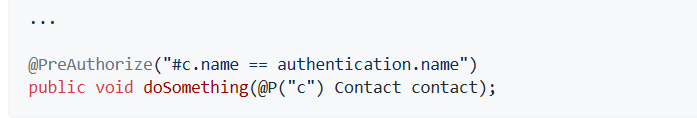 ...
@PreAuthorize("#c.name == authentication.name")
public void doSomething(@P("c") Contact contact);